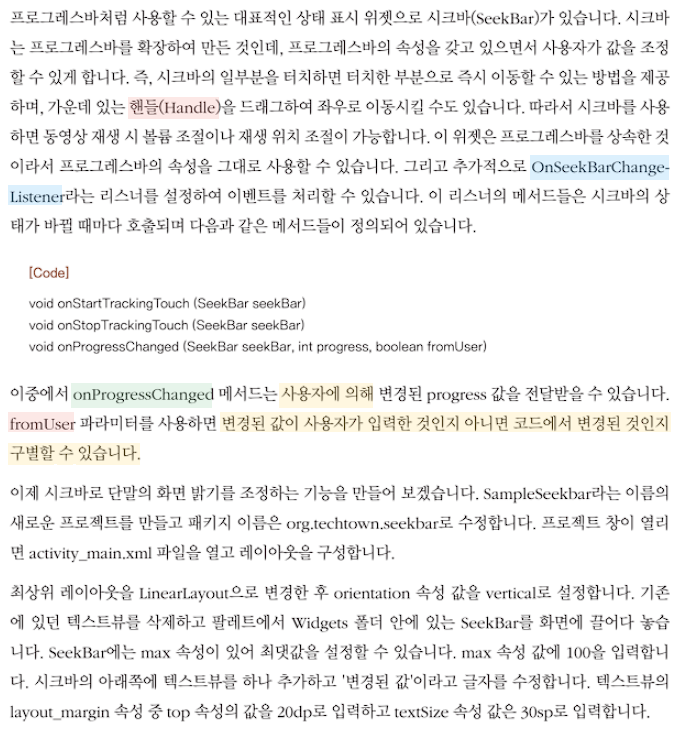 프로그레스바처럼 사용할 수 있는 대표적인 상태 표시 위젯으로 시크바(SeekBar)가 있습니다. 시크바
는 프로그레스바를 확장하여 만든 것인데, 프로그레스바의 속성을 갖고 있으면서 사용자가 값을 조정
할 수 있게 합니다. 즉, 시크바의 일부분을 터치하면 터치한 부분으로 즉시 이동할 수 있는 방법을 제공
하며, 가운데 있는 핸들(Handle)을 드래그하여 좌우로 이동시킬 수도 있습니다. 따라서 시크바를 사용
하면 동영상 재생 시 볼륨 조절이나 재생 위치 조절이 가능합니다. 이 위젯은 프로그레스바를 상속한 것
이라서 프로그레스바의 속성을 그대로 사용할 수 있습니다. 그리고 추가적으로 OnSeekBarChange-
Listener라는 리스너를 설정하여 이벤트를 처리할 수 있습니다. 이 리스너의 메서드들은 시크바의 상
태가 바뀔 때마다 호출되며 다음과 같은 메서드들이 정의되어 있습니다.
[Code]
void onStartTrackingTouch (SeekBar seekBar)
void onStopTrackingTouch (SeekBar seekBar)
void onProgressChanged (SeekBar seekBar, int progress, boolean fromUser)
이중에서 onProgressChanged 메서드는 사용자에 의해 변경된 progress 값을 전달받을 수 있습니다.
fromUser 파라미터를 사용하면 변경된 값이 사용자가 입력한 것인지 아니면 코드에서 변경된 것인지
구별할 수 있습니다.
이제 시크바로 단말의 화면 밝기를 조정하는 기능을 만들어 보겠습니다. SampleSeekbar라는 이름의
새로운 프로젝트를 만들고 패키지 이름은 org.techtown.seekbar로 수정합니다. 프로젝트 창이 열리
면 activity_main.xml 파일을 열고 레이아웃을 구성합니다.
최상위 레이아웃을 LinearLayout으로 변경한 후 orientation 속성 값을 vertical로 설정합니다. 기존
에 있던 텍스트뷰를 삭제하고 팔레트에서 Widgets 폴더 안에 있는 SeekBar를 화면에 끌어다 놓습
니다. SeekBar에는 max 속성이 있어 최댓값을 설정할 수 있습니다. max 속성 값에 100을 입력합니
다. 시크바의 아래쪽에 텍스트뷰를 하나 추가하고 '변경된 값'이라고 글자를 수정합니다. 텍스트뷰의
layout_margin 속성 중 top 속성의 값을 20dp로 입력하고 textSize 속성 값은 30sp로 입력합니다.